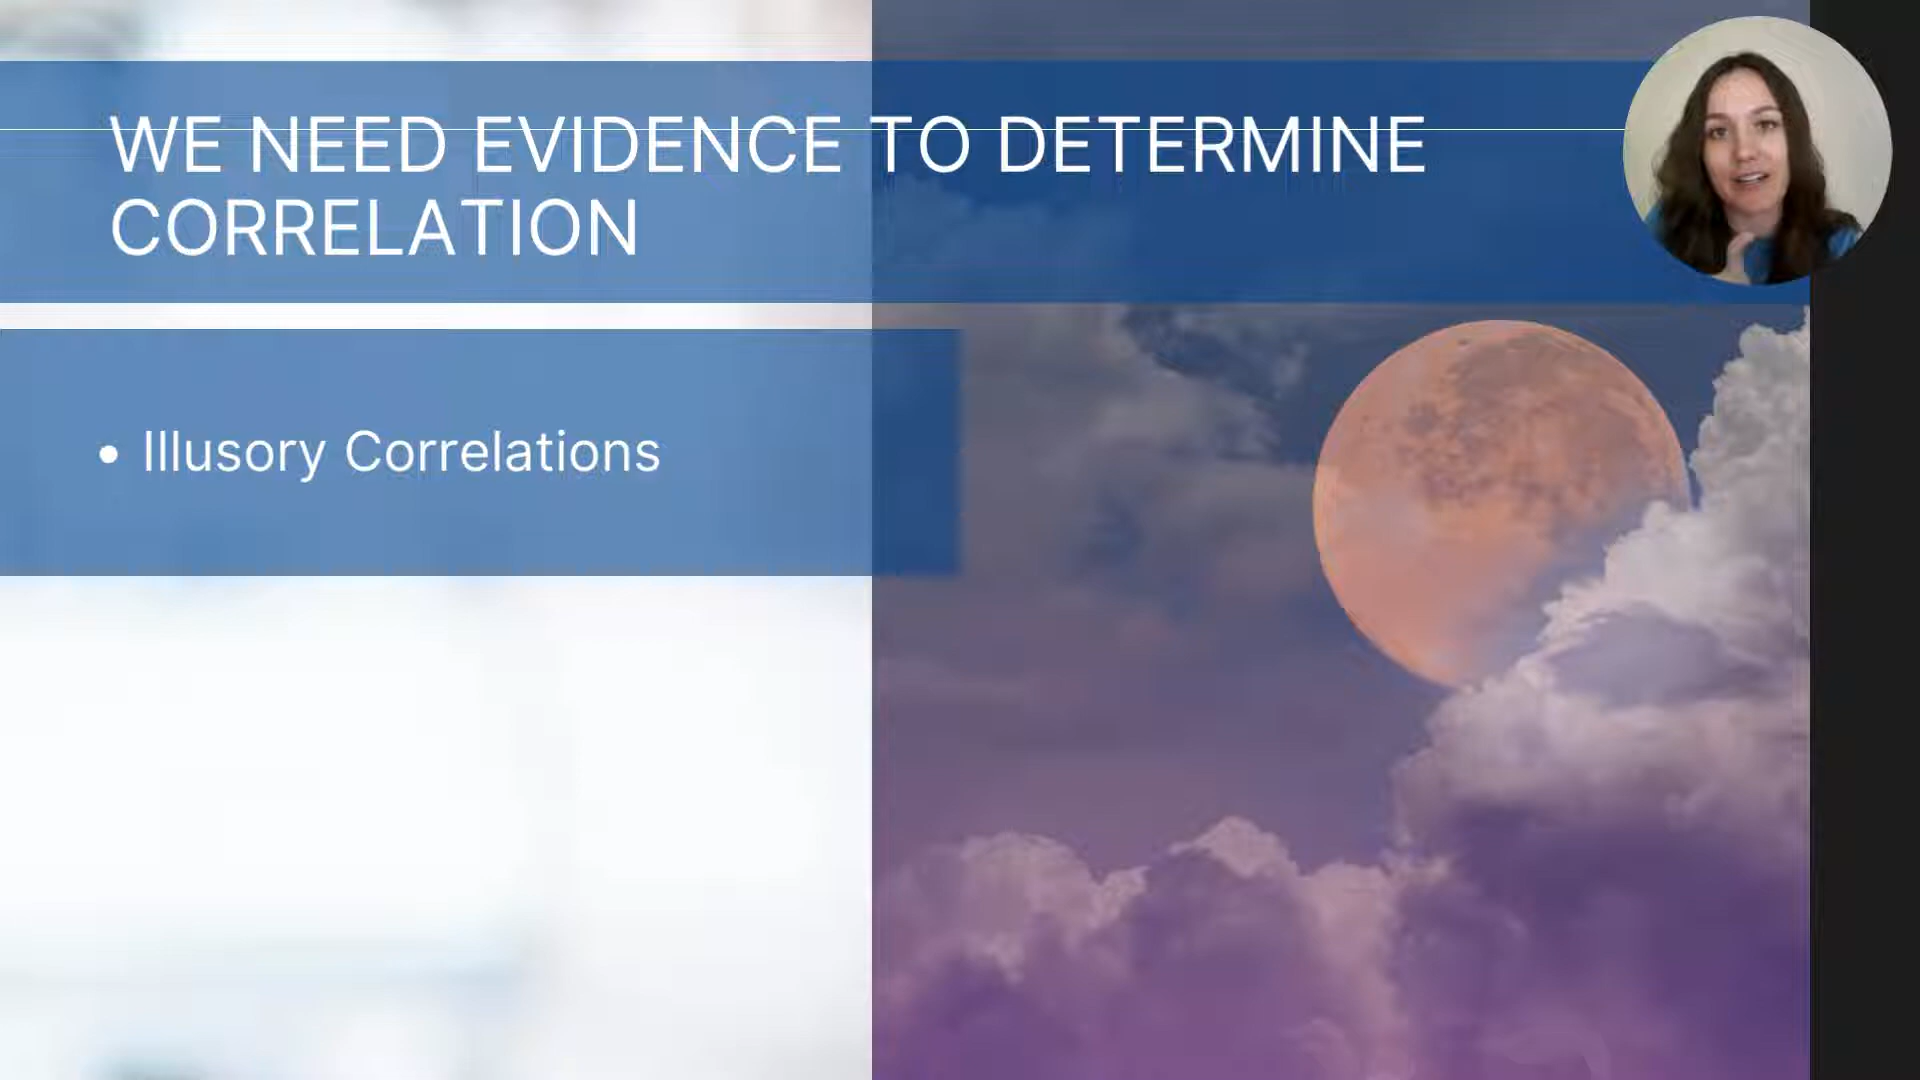 WE NEED EVIDENCE TO DETERMINE
CORRELATION
• Illusory Correlations